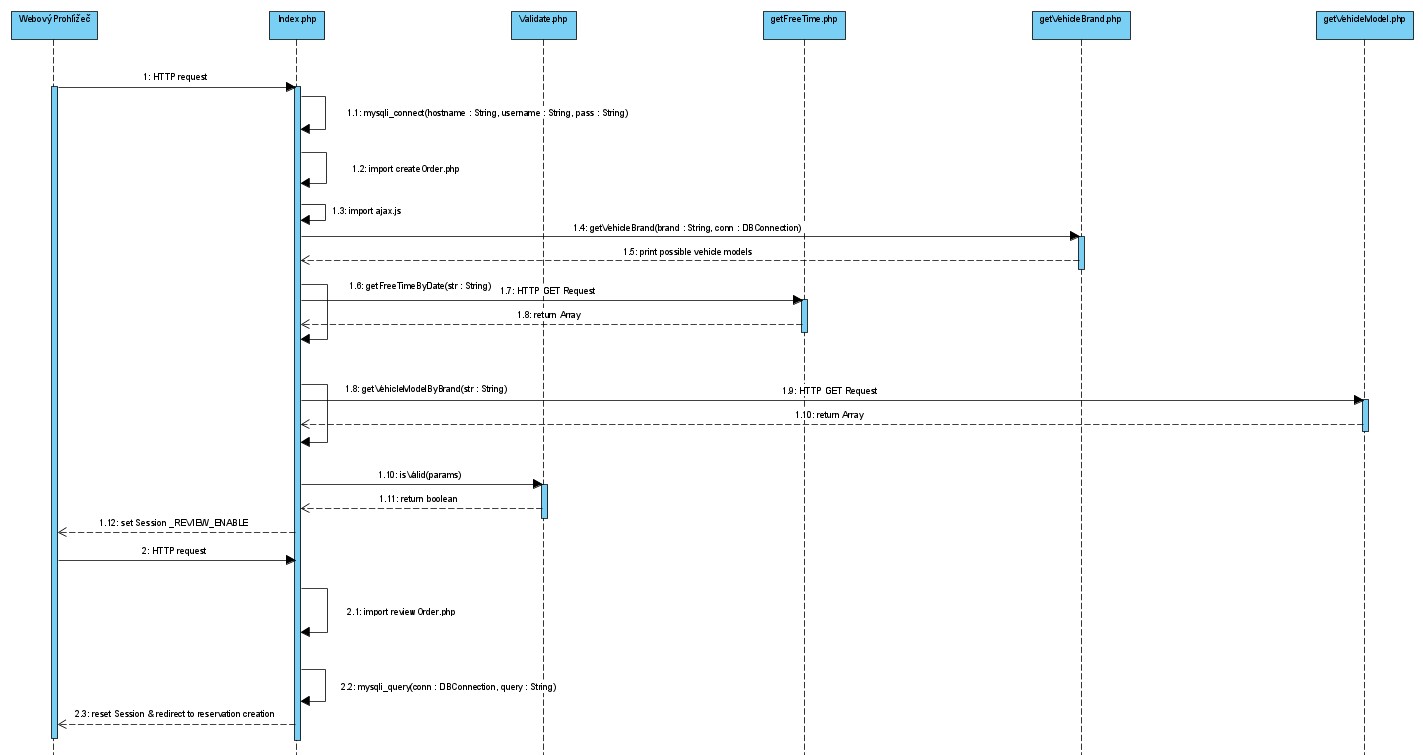 Webový Prohlížeč
Index.php
Validate.php
getFreeTime.php
getVehicleBrand.php
getVehicleModel.php
1: HTTP request
1.1: mysqli_connect(hostname : String, username : String, pass : String)
1.2: import createOrder.php
1.3: import ajax.js
1.4: getVehicleBrand(brand : String, conn : DBConnection)
1.5: print possible vehicle models
1.6: getFreeTimeByDate(str : String)
1.7: HTTP GET Request
1.8: return Array
1.8: getVehicleModelByBrand(str : String)
1.9: HTTP GET Request
1.10: return Array
1.10: isValid(params)
1.11: return boolean
1.12: set Session _REVIEW_ENABLE
2: HTTP request
2.1: import reviewOrder.php
2.2: mysqli_query(conn : DBConnection, query : String)
2.3: reset Session & redirect to reservation creation